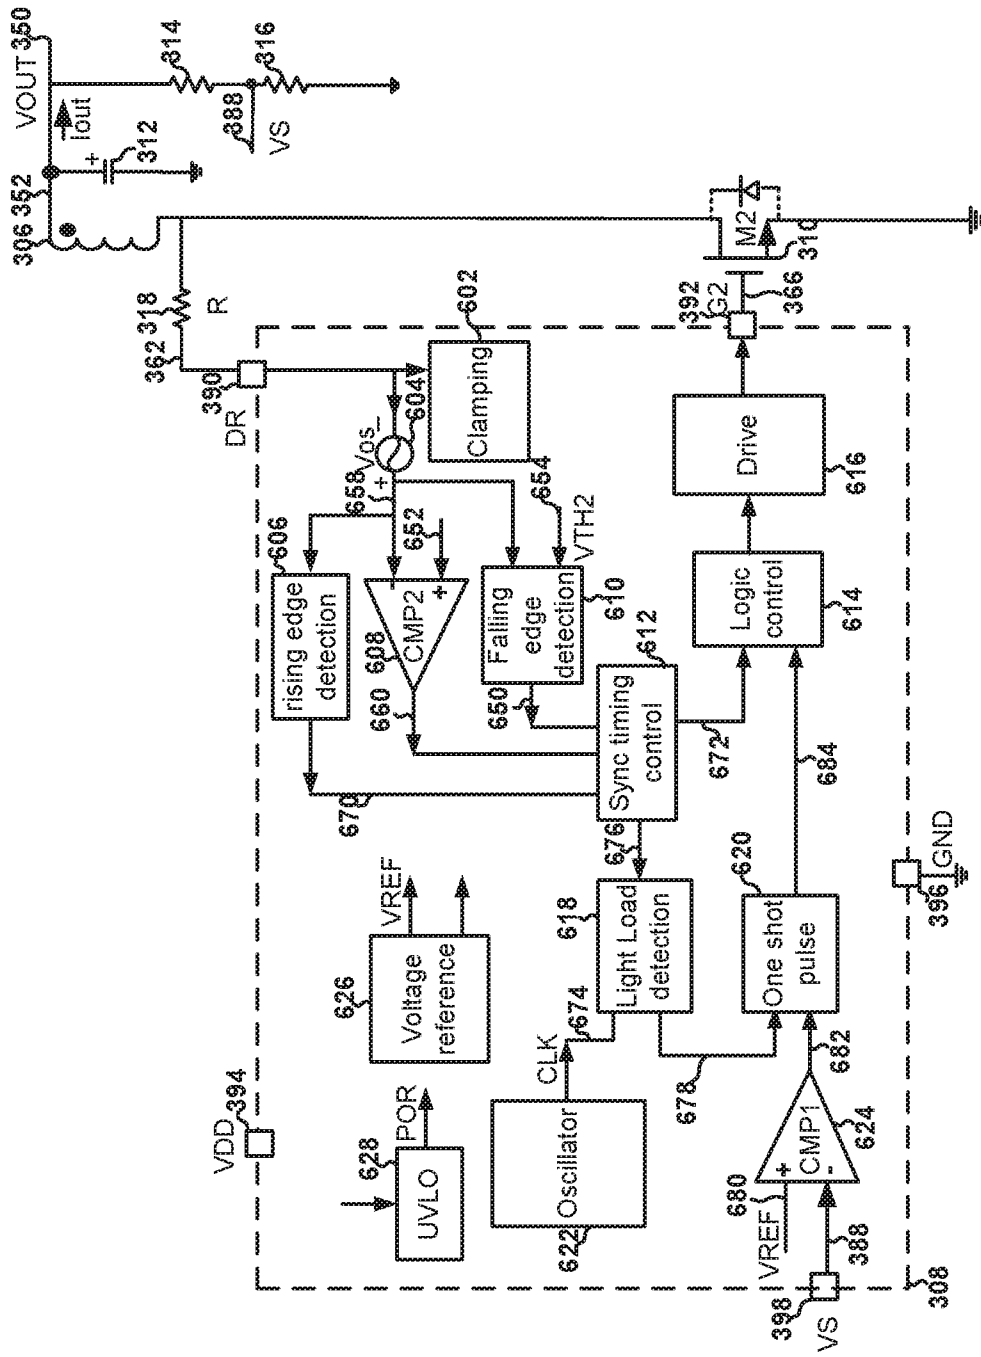 VDD
394
DR
390
362
318
R
306
352
VOUT
350
Iout
+
312
314
388
VS
316
UVLO
628
POR
Voltage
reference
626
VREF
rising edge
detection
606
670
CMP2
-
+
608
660
652
658
+
Vos_
604
Clamping
602
Falling
edge
detection
610
650
654
VTH2
Oscillator
622
CLK
674
Light Load
detection
618
676
678
Sync timing
control
612
672
Logic
control
614
Drive
616
392
G2
366
M2
310
VREF
680
+
-
CMP1
624
682
One shot
pulse
620
684
VS
398
388
308
396
GND